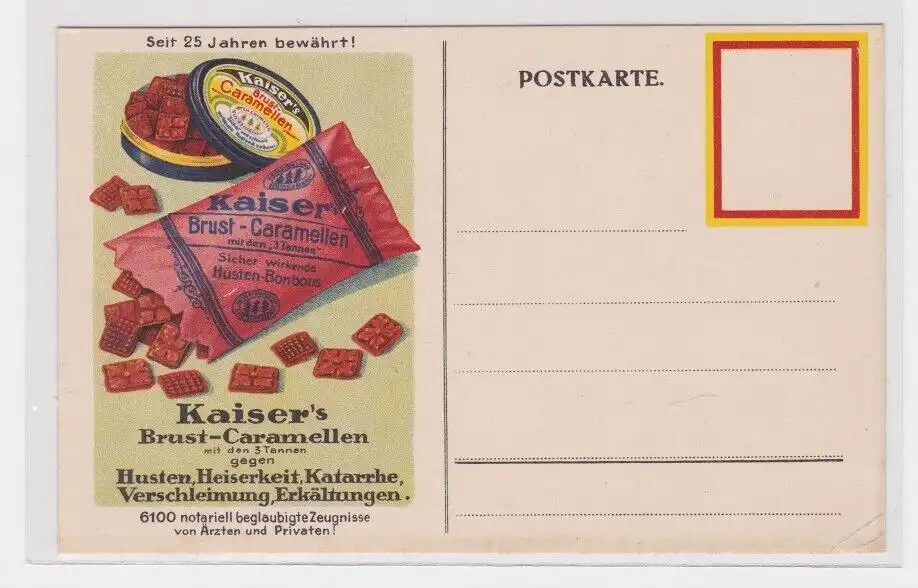 Seit 25 Jahren bewährt!
Kaiser's
Brust-
Caramellen
Kaiser's
Brust-Caramellen
mit den „3 Tannen"
Sicher wirkende
Husten-Bonbons
Kaiser's
Brust-Caramellen
mit den 3 Tannen
gegen
Husten, Heiserkeit, Katarrhe,
Verschleimung, Erkältungen.
6100 notariell beglaubigte Zeugnisse
von Ärzten und Privaten!
POSTKARTE.